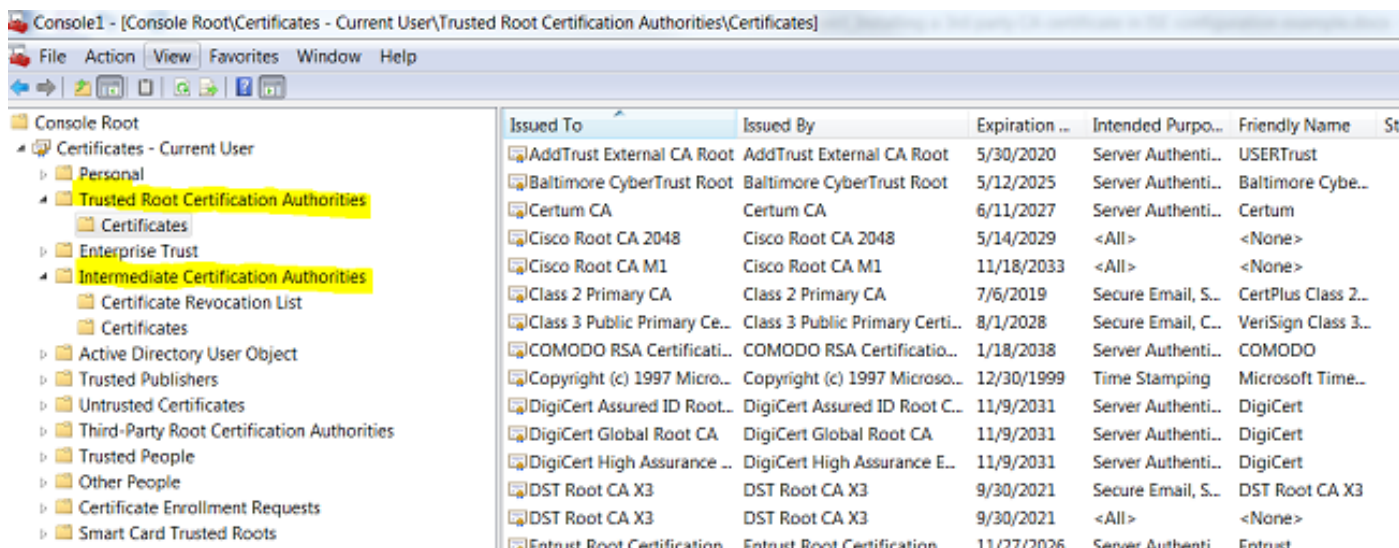 Console1 - [Console Root\Certificates - Current User\Trusted Root Certification Authorities\Certificates]
File Action View Favorites Window Help
Console Root
Certificates - Current User
Personal
Trusted Root Certification Authorities
Certificates
Enterprise Trust
Intermediate Certification Authorities
Certificate Revocation List
Certificates
Active Directory User Object
Trusted Publishers
Untrusted Certificates
Third-Party Root Certification Authorities
Trusted People
Other People
Certificate Enrollment Requests
Smart Card Trusted Roots
Issued To Issued By Expiration ... Intended Purpo... Friendly Name St
AddTrust External CA Root AddTrust External CA Root 5/30/2020 Server Authenti... USERTrust
Baltimore CyberTrust Root Baltimore CyberTrust Root 5/12/2025 Server Authenti... Baltimore Cybe...
Certum CA Certum CA 6/11/2027 Server Authenti... Certum
Cisco Root CA 2048 Cisco Root CA 2048 5/14/2029 <All> <None>
Cisco Root CA M1 Cisco Root CA M1 11/18/2033 <All> <None>
Class 2 Primary CA Class 2 Primary CA 7/6/2019 Secure Email, S... CertPlus Class 2...
Class 3 Public Primary Ce... Class 3 Public Primary Certi... 8/1/2028 Secure Email, C... VeriSign Class 3...
COMODO RSA Certificati... COMODO RSA Certificatio... 1/18/2038 Server Authenti... COMODO
Copyright (c) 1997 Micro... Copyright (c) 1997 Microso... 12/30/1999 Time Stamping Microsoft Time...
DigiCert Assured ID Root... DigiCert Assured ID Root C... 11/9/2031 Server Authenti... DigiCert
DigiCert Global Root CA DigiCert Global Root CA 11/9/2031 Server Authenti... DigiCert
DigiCert High Assurance ... DigiCert High Assurance E... 11/9/2031 Server Authenti... DigiCert
DST Root CA X3 DST Root CA X3 9/30/2021 Secure Email, S... DST Root CA X3
DST Root CA X3 DST Root CA X3 9/30/2021 <All> <None>
Entrust Root Certification Entrust Root Certification 11/27/2026 Server Authenti Entrust